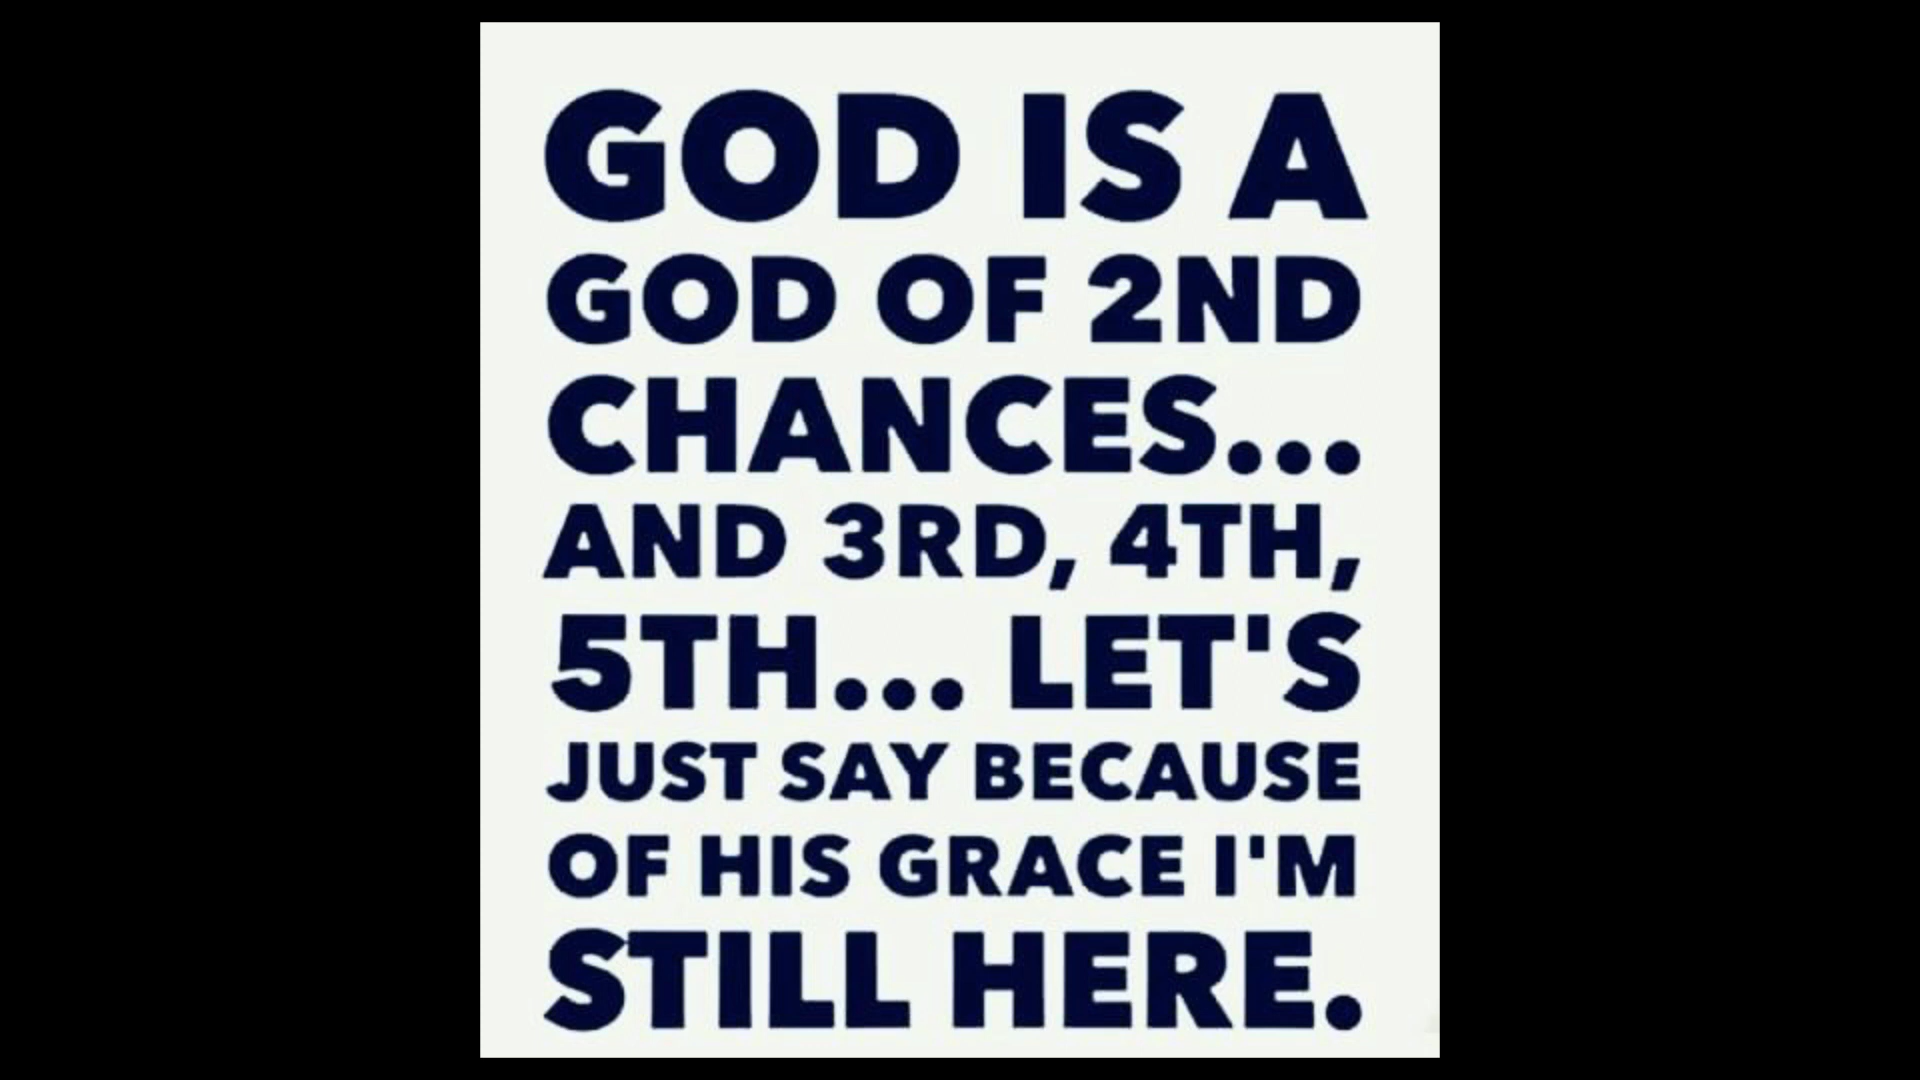 GOD IS A
GOD OF 2ND
CHANCES...
AND 3RD, 4TH,
5TH... LET'S
JUST SAY BECAUSE
OF HIS GRACE I'M
STILL HERE.